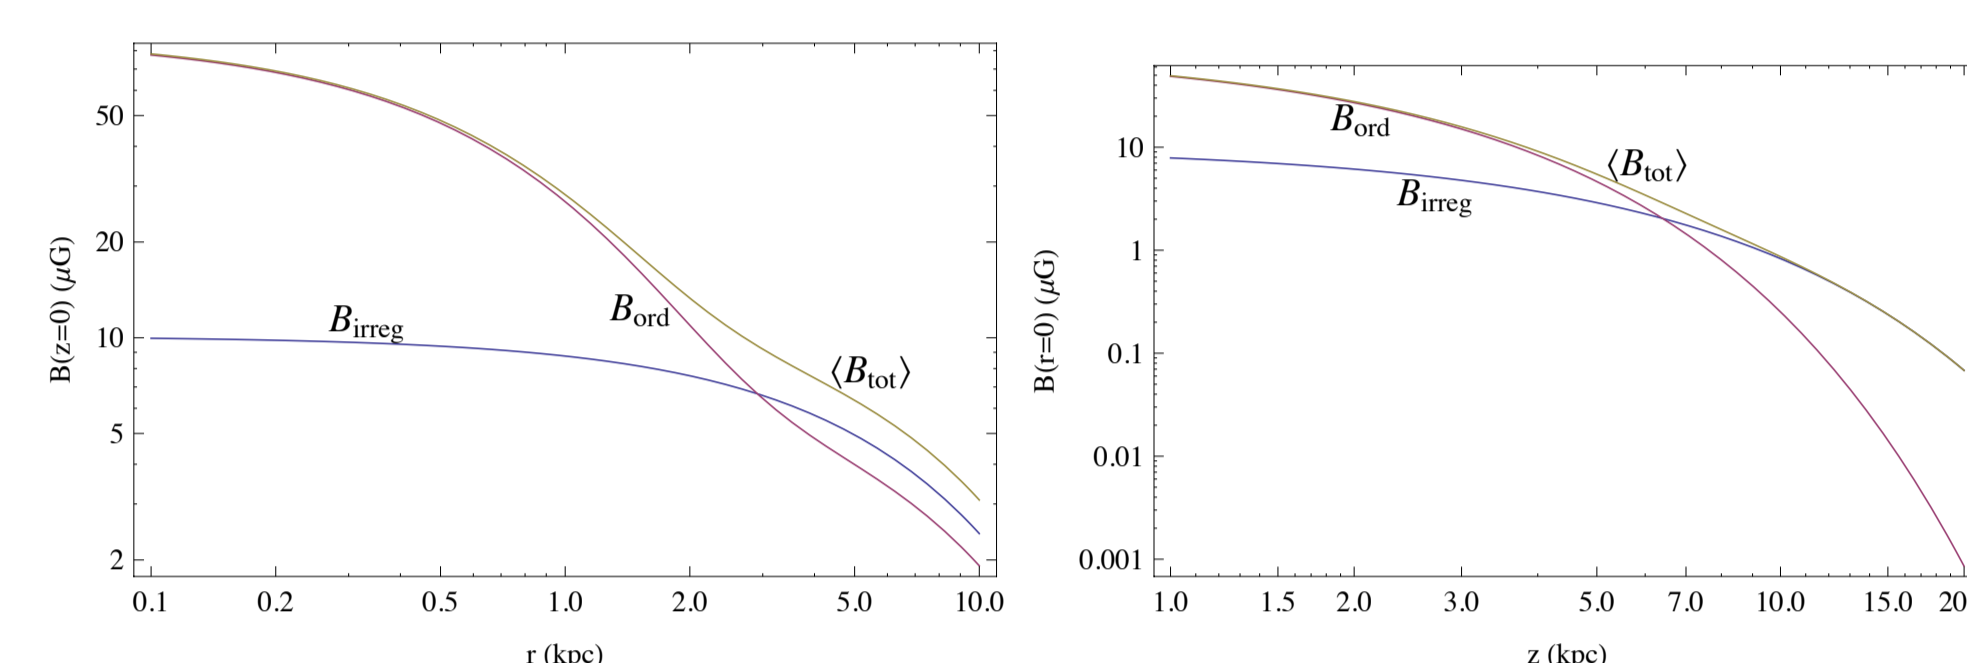 B(z=0) (μG)
50
20
10
5
2
B_irreg
B_ord
⟨B_tot⟩
0.1 0.2 0.5 1.0 2.0 5.0 10.0
r (kpc)
B(r=0) (μG)
10
1
0.1
0.01
0.001
B_ord
⟨B_tot⟩
B_irreg
1.0 1.5 2.0 3.0 5.0 7.0 10.0 15.0 20
z (kpc)